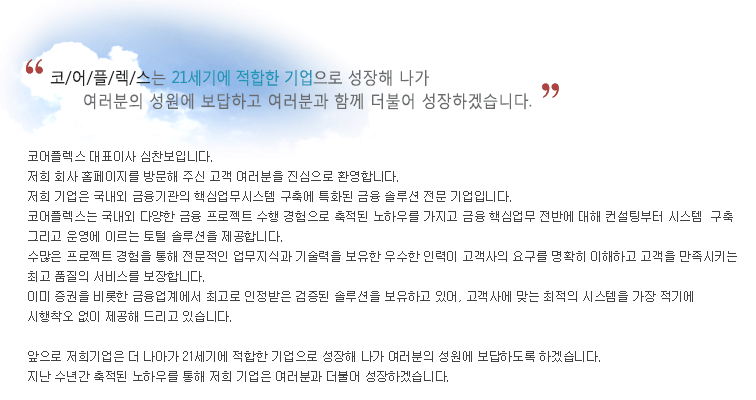 “ 코/어/플/렉/스는 21세기에 적합한 기업으로 성장해 나가
여러분의 성원에 보답하고 여러분과 함께 더불어 성장하겠습니다. ”
코어플렉스 대표이사 심찬보입니다.
저희 회사 홈페이지를 방문해 주신 고객 여러분을 진심으로 환영합니다.
저희 기업은 국내외 금융기관의 핵심업무시스템 구축에 특화된 금융 솔루션 전문 기업입니다.
코어플렉스는 국내외 다양한 금융 프로젝트 수행 경험으로 축적된 노하우를 가지고 금융 핵심업무 전반에 대해 컨설팅부터 시스템 구축
그리고 운영에 이르는 토털 솔루션을 제공합니다.
수많은 프로젝트 경험을 통해 전문적인 업무지식과 기술력을 보유한 우수한 인력이 고객사의 요구를 명확히 이해하고 고객을 만족시키는
최고 품질의 서비스를 보장합니다.
이미 증권을 비롯한 금융업계에서 최고로 인정받은 검증된 솔루션을 보유하고 있어, 고객사에 맞는 최적의 시스템을 가장 적기에
시행착오 없이 제공해 드리고 있습니다.
앞으로 저희기업은 더 나아가 21세기에 적합한 기업으로 성장해 나가 여러분의 성원에 보답하도록 하겠습니다.
지난 수년간 축적된 노하우를 통해 저희 기업은 여러분과 더불어 성장하겠습니다.